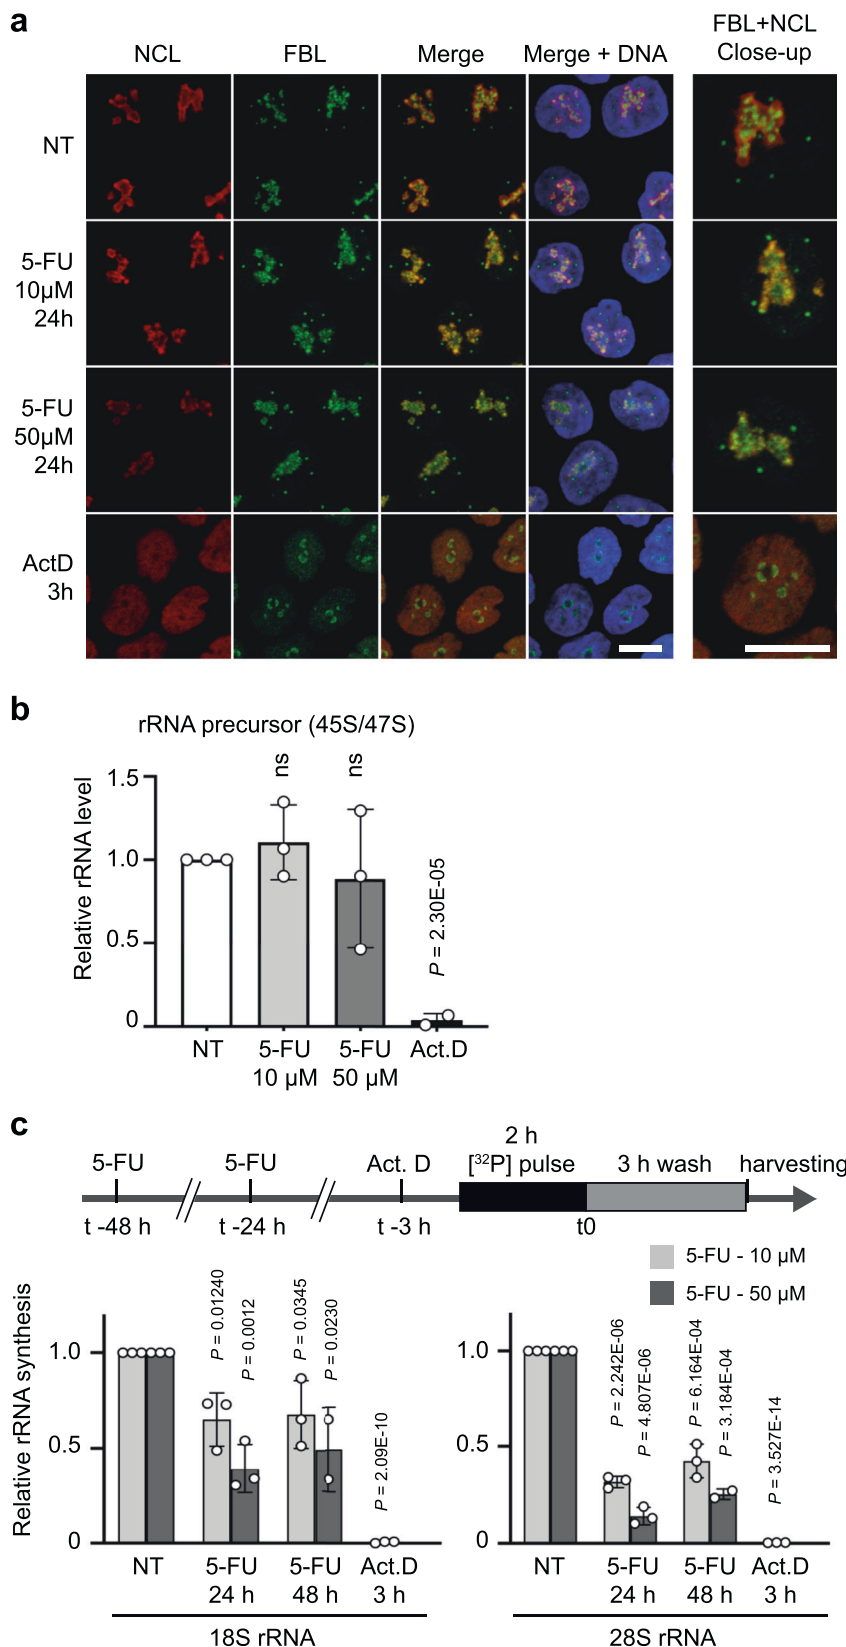 a
FBL+NCL
NCL FBL Merge Merge + DNA Close-up
NT
5-FU
10µM
24h
5-FU
50µM
24h
ActD
3h
b
rRNA precursor (45S/47S)
Relative rRNA level
1.5
1.0
0.5
0
ns
ns
P = 2.30E-05
NT 5-FU 5-FU Act.D
10 µM 50 µM
c
2 h
5-FU 5-FU Act. D [³²P] pulse 3 h wash harvesting
t -48 h t -24 h t -3 h t0
5-FU - 10 µM
5-FU - 50 µM
Relative rRNA synthesis
1.0
0.5
0
P = 0.01240
P = 0.0012
P = 0.0345
P = 0.0230
P = 2.09E-10
NT 5-FU 5-FU Act.D
24 h 48 h 3 h
18S rRNA
1.0
0.5
0
P = 2.242E-06
P = 4.807E-06
P = 6.164E-04
P = 3.184E-04
P = 3.527E-14
NT 5-FU 5-FU Act.D
24 h 48 h 3 h
28S rRNA